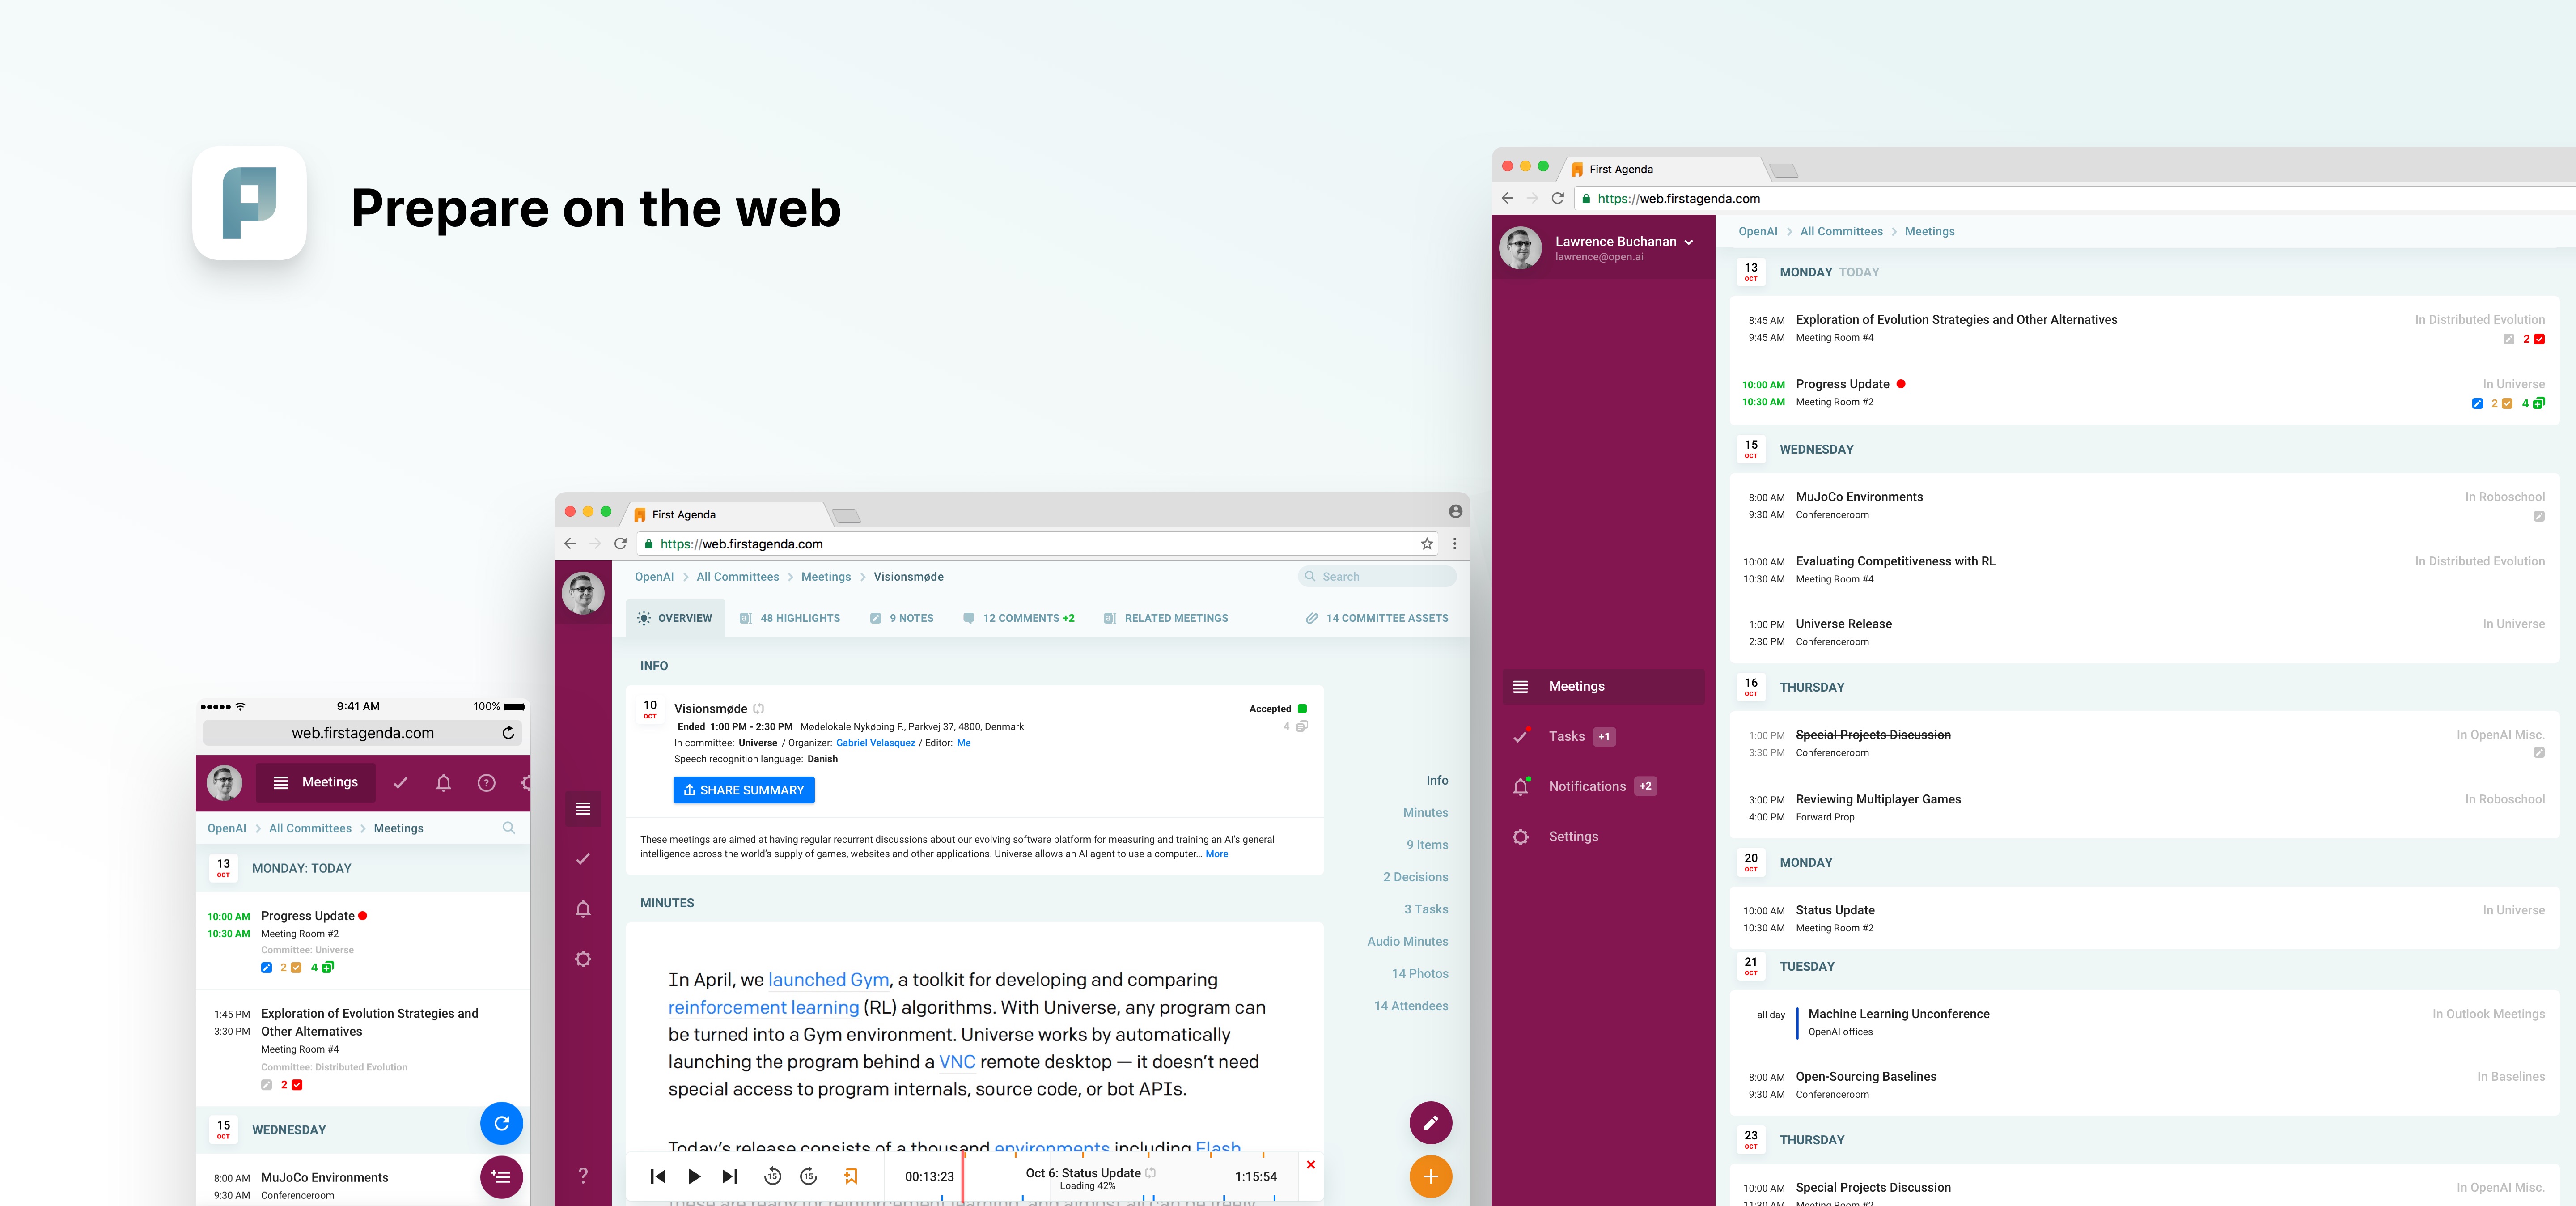 Prepare on the web
9:41 AM
100%
web.firstagenda.com
Meetings
OpenAI > All Committees > Meetings
13 OCT MONDAY: TODAY
10:00 AM Progress Update
10:30 AM Meeting Room #2
Committee: Universe
2 4
1:45 PM Exploration of Evolution Strategies and
3:30 PM Other Alternatives
Meeting Room #4
Committee: Distributed Evolution
2
15 OCT WEDNESDAY
8:00 AM MuJoCo Environments
9:30 AM Conferenceroom
First Agenda
https://web.firstagenda.com
OpenAI > All Committees > Meetings > Visionsmøde
Search
OVERVIEW 48 HIGHLIGHTS 9 NOTES 12 COMMENTS +2 RELATED MEETINGS 14 COMMITTEE ASSETS
INFO
10 OCT Visionsmøde Accepted
Ended 1:00 PM - 2:30 PM Mødelokale Nykøbing F., Parkvej 37, 4800, Denmark 4
In committee: Universe / Organizer: Gabriel Velasquez / Editor: Me
Speech recognition language: Danish
SHARE SUMMARY
These meetings are aimed at having regular recurrent discussions about our evolving software platform for measuring and training an AI's general
intelligence across the world's supply of games, websites and other applications. Universe allows an AI agent to use a computer... More
MINUTES
In April, we launched Gym, a toolkit for developing and comparing
reinforcement learning (RL) algorithms. With Universe, any program can
be turned into a Gym environment. Universe works by automatically
launching the program behind a VNC remote desktop — it doesn't need
special access to program internals, source code, or bot APIs.
Today's release consists of a thousand environments including Flash
15 15 00:13:23 Oct 6: Status Update 1:15:54
Loading 42%
these are ready for reinforcement learning, and almost all can be freely
?
Info
Minutes
9 Items
2 Decisions
3 Tasks
Audio Minutes
14 Photos
14 Attendees
First Agenda
https://web.firstagenda.com
Lawrence Buchanan
lawrence@open.ai
Meetings
Tasks +1
Notifications +2
Settings
OpenAI > All Committees > Meetings
13 OCT MONDAY TODAY
8:45 AM Exploration of Evolution Strategies and Other Alternatives In Distributed Evolution
9:45 AM Meeting Room #4 2
10:00 AM Progress Update In Universe
10:30 AM Meeting Room #2 2 4
15 OCT WEDNESDAY
8:00 AM MuJoCo Environments In Roboschool
9:30 AM Conferenceroom
10:00 AM Evaluating Competitiveness with RL In Distributed Evolution
10:30 AM Meeting Room #4
1:00 PM Universe Release In Universe
2:30 PM Conferenceroom
16 OCT THURSDAY
1:00 PM Special Projects Discussion In OpenAI Misc.
3:30 PM Conferenceroom
3:00 PM Reviewing Multiplayer Games In Roboschool
4:00 PM Forward Prop
20 OCT MONDAY
10:00 AM Status Update In Universe
10:30 AM Meeting Room #2
21 OCT TUESDAY
all day Machine Learning Unconference In Outlook Meetings
OpenAI offices
8:00 AM Open-Sourcing Baselines In Baselines
9:30 AM Conferenceroom
23 OCT THURSDAY
10:00 AM Special Projects Discussion In OpenAI Misc.
11:30 AM Meeting Room #2